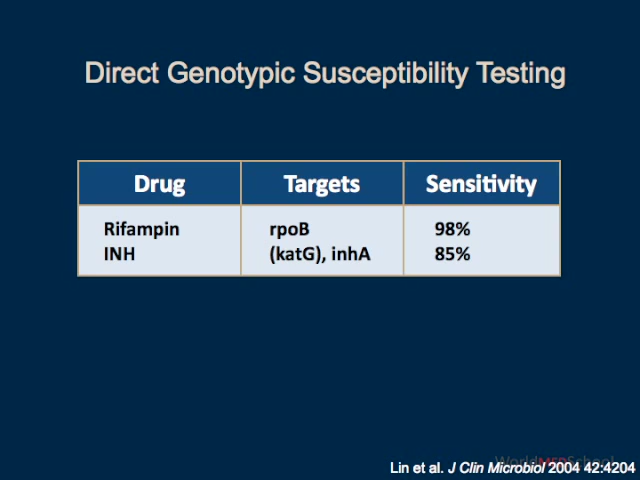 Direct Genotypic Susceptibility Testing
Drug Targets Sensitivity
Rifampin rpoB 98%
INH (katG), inhA 85%
WorldMEDSchool
Lin et al. J Clin Microbiol 2004 42:4204